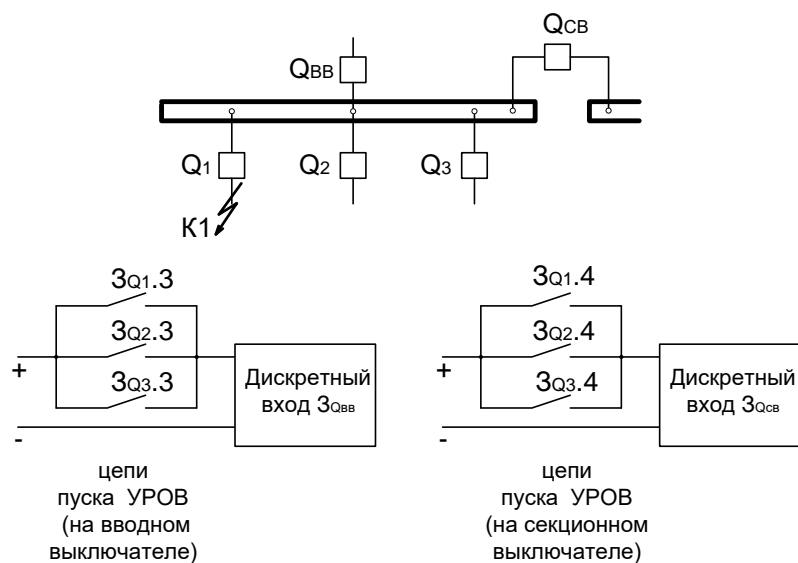 QСВ
QВВ
Q1
Q2
Q3
К1
3Q1.3
3Q2.3
3Q3.3
+
-
Дискретный
вход 3Qвв
цепи
пуска УРОВ
(на вводном
выключателе)
3Q1.4
3Q2.4
3Q3.4
+
-
Дискретный
вход 3Qсв
цепи
пуска УРОВ
(на секционном
выключателе)